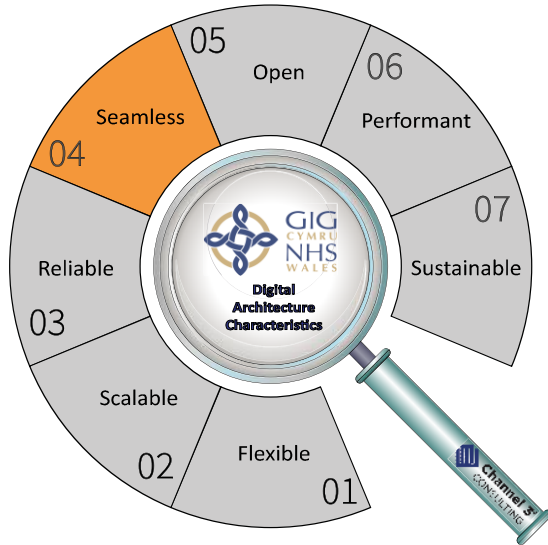 05
Open
06
Performant
07
Sustainable
04
Seamless
03
Reliable
02
Scalable
01
Flexible
GIG
CYMRU
NHS
WALES
Digital
Architecture
Characteristics
Channel 3
CONSULTING